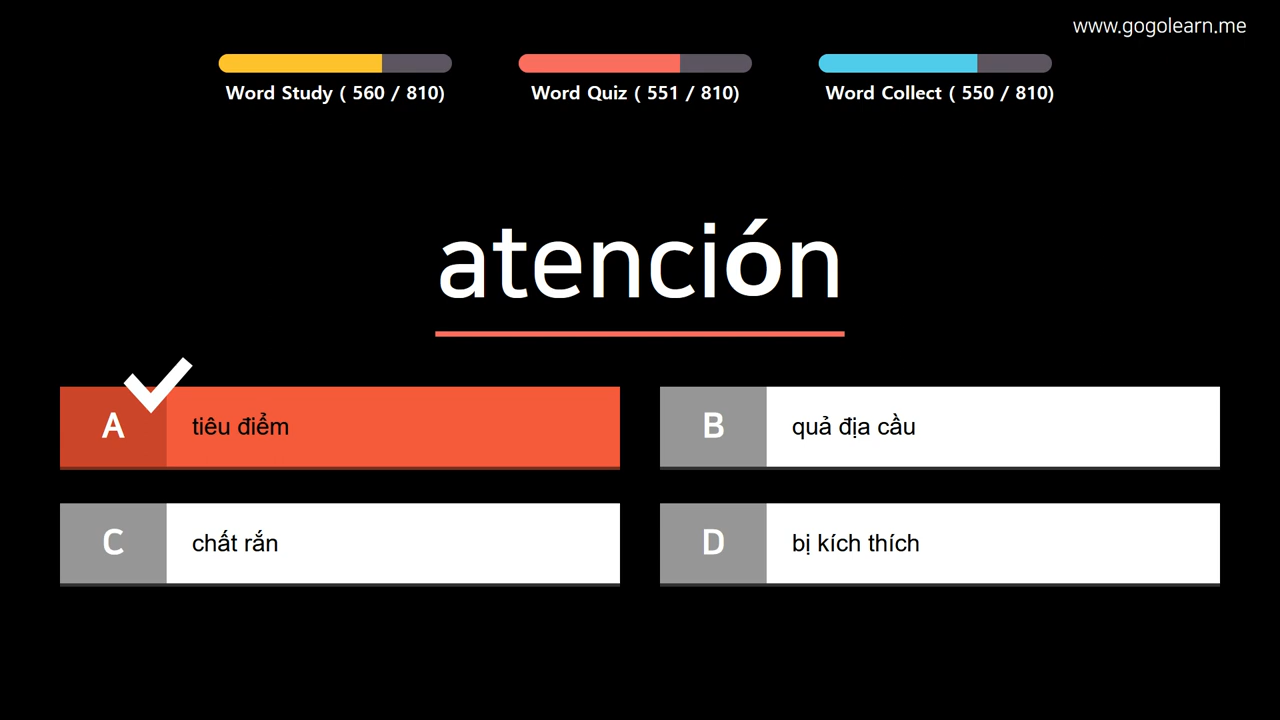 www.gogolearn.me
Word Study ( 560 / 810)
Word Quiz ( 551 / 810)
Word Collect ( 550 / 810)
atención
A tiêu điểm
B quả địa cầu
C chất rắn
D bị kích thích